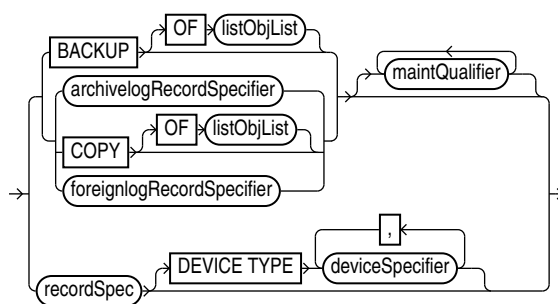 BACKUP OF listObjList
maintQualifier
archivelogRecordSpecifier
COPY OF listObjList
foreignlogRecordSpecifier
,
recordSpec DEVICE TYPE deviceSpecifier